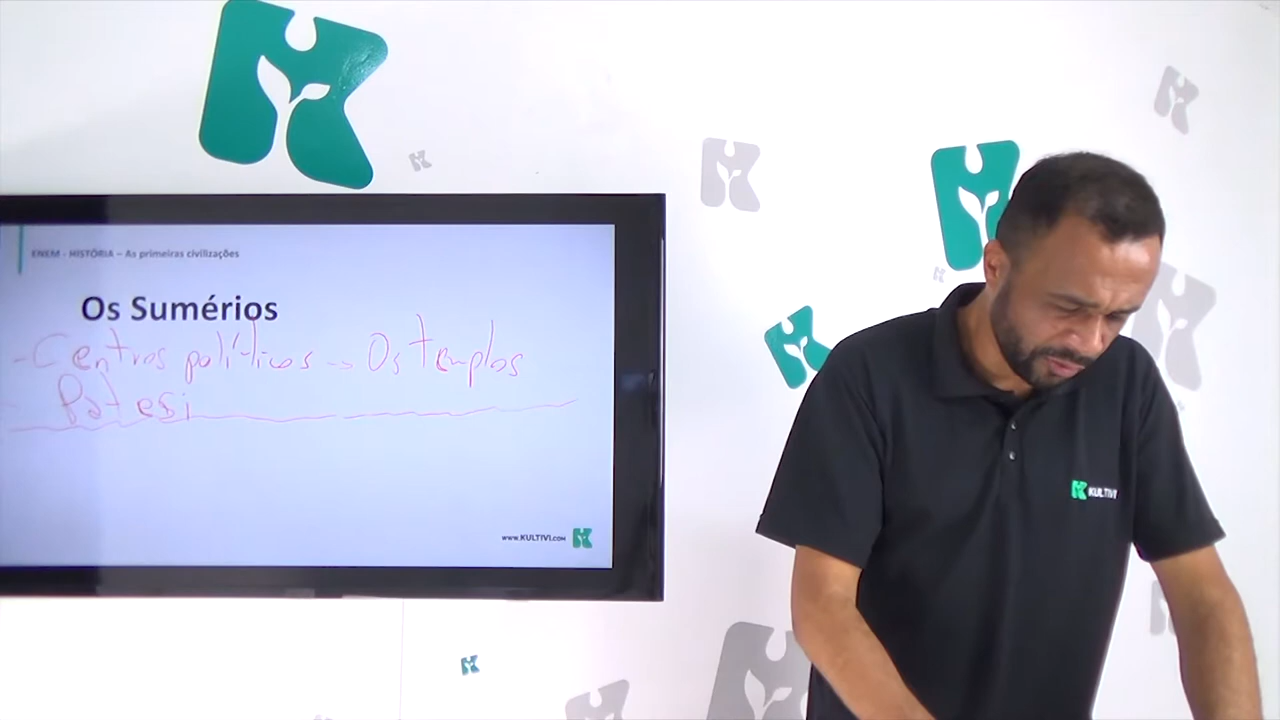 ENEM - HISTÓRIA – As primeiras civilizações
Os Sumérios
- Centros políticos -> Os templos
- Patesi
www.KULTIVI.COM
KULTIVI